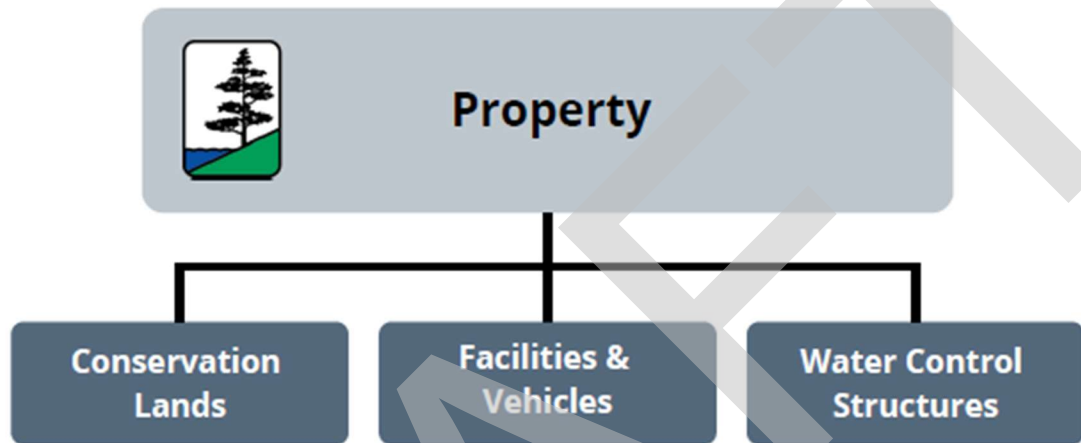 Property
Conservation
Lands
Facilities &
Vehicles
Water Control
Structures